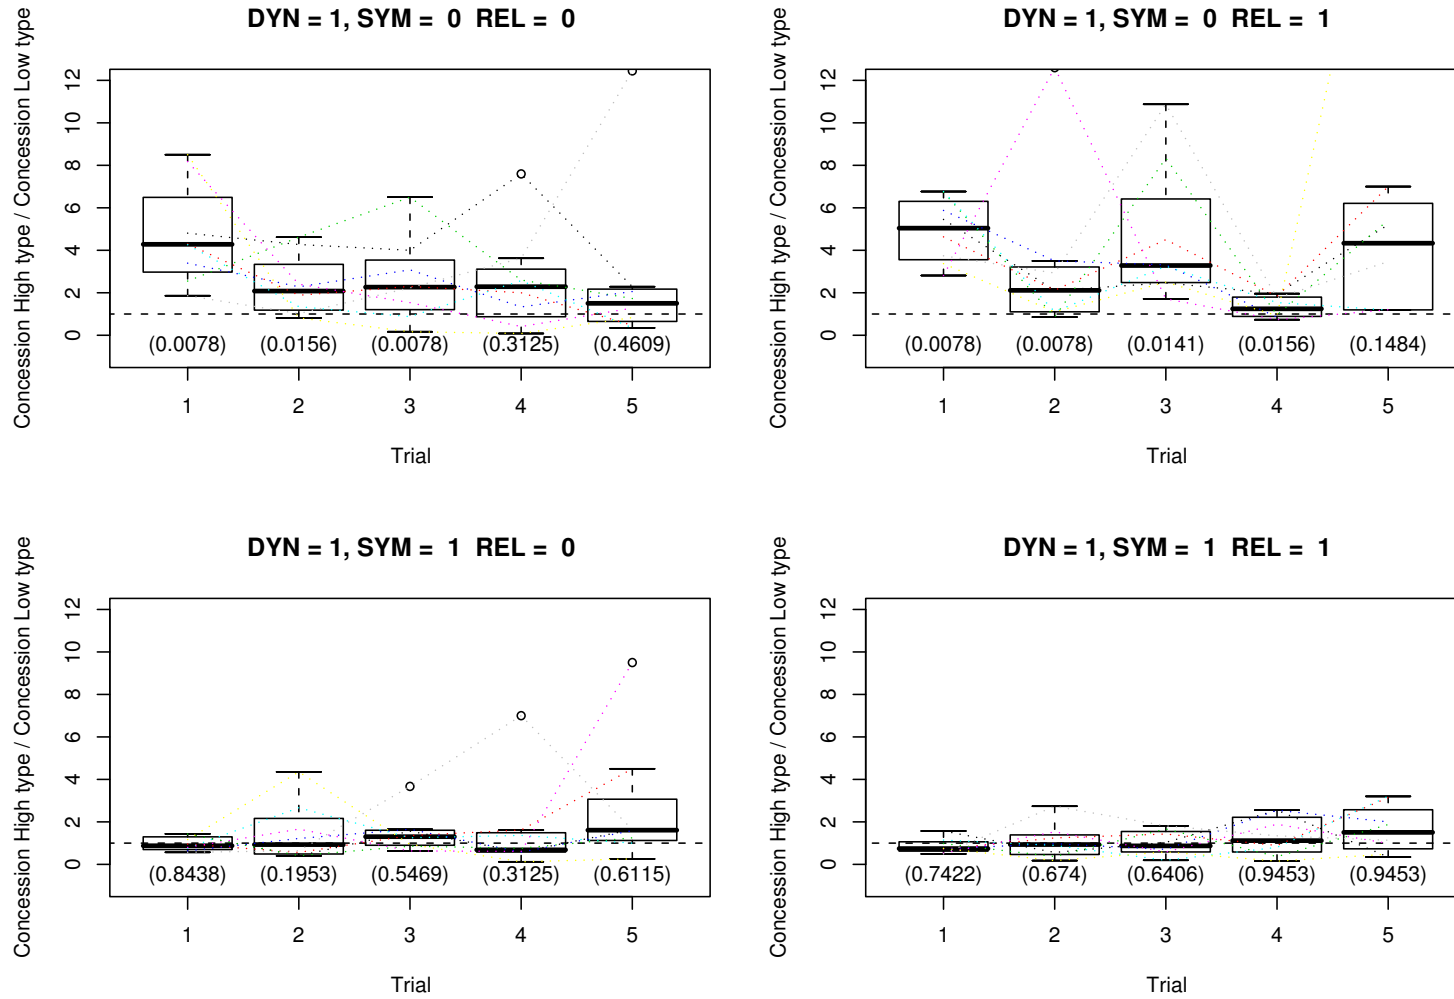 DYN = 1, SYM = 0 REL = 0
Concession High type / Concession Low type
12
10
8
6
4
2
0
(0.0078) (0.0156) (0.0078) (0.3125) (0.4609)
1 2 3 4 5
Trial
DYN = 1, SYM = 0 REL = 1
Concession High type / Concession Low type
12
10
8
6
4
2
0
(0.0078) (0.0078) (0.0141) (0.0156) (0.1484)
1 2 3 4 5
Trial
DYN = 1, SYM = 1 REL = 0
Concession High type / Concession Low type
12
10
8
6
4
2
0
(0.8438) (0.1953) (0.5469) (0.3125) (0.6115)
1 2 3 4 5
Trial
DYN = 1, SYM = 1 REL = 1
Concession High type / Concession Low type
12
10
8
6
4
2
0
(0.7422) (0.674) (0.6406) (0.9453) (0.9453)
1 2 3 4 5
Trial